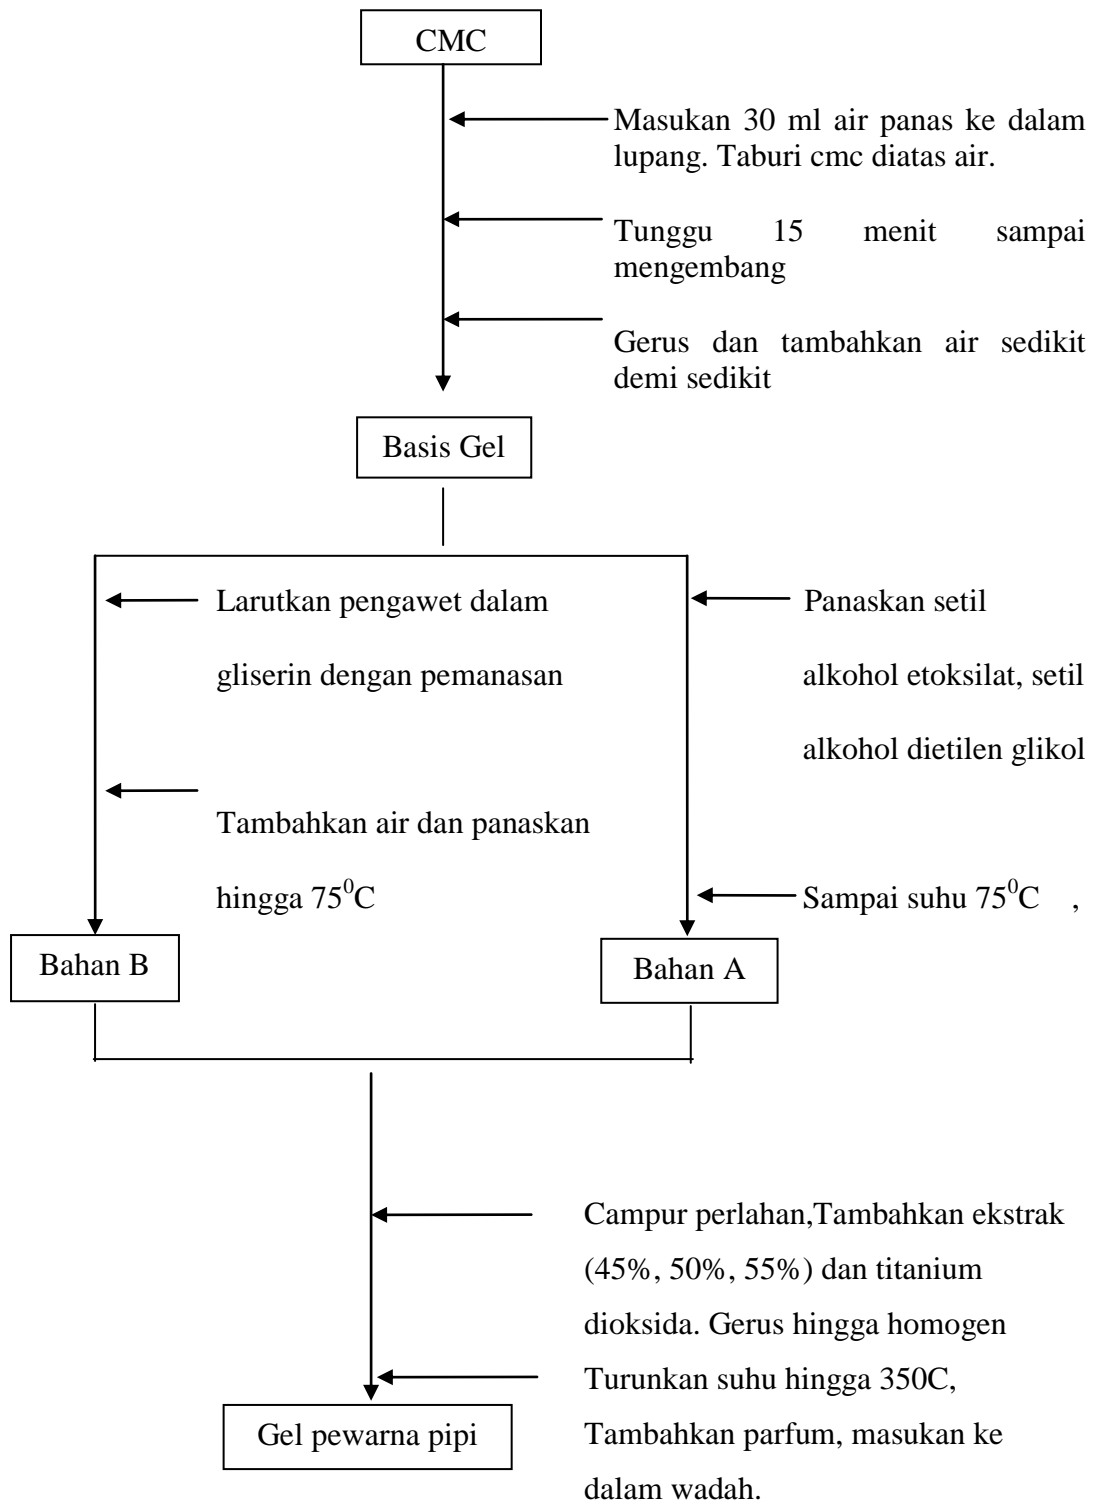 CMC
Masukan 30 ml air panas ke dalam
lupang. Taburi cmc diatas air.
Tunggu 15 menit sampai
mengembang
Gerus dan tambahkan air sedikit
demi sedikit
Basis Gel
Larutkan pengawet dalam
gliserin dengan pemanasan
Tambahkan air dan panaskan
hingga 75⁰C
Panaskan setil
alkohol etoksilat, setil
alkohol dietilen glikol
Sampai suhu 75⁰C ,
Bahan B
Bahan A
Campur perlahan,Tambahkan ekstrak
(45%, 50%, 55%) dan titanium
dioksida. Gerus hingga homogen
Turunkan suhu hingga 350C,
Tambahkan parfum, masukan ke
dalam wadah.
Gel pewarna pipi